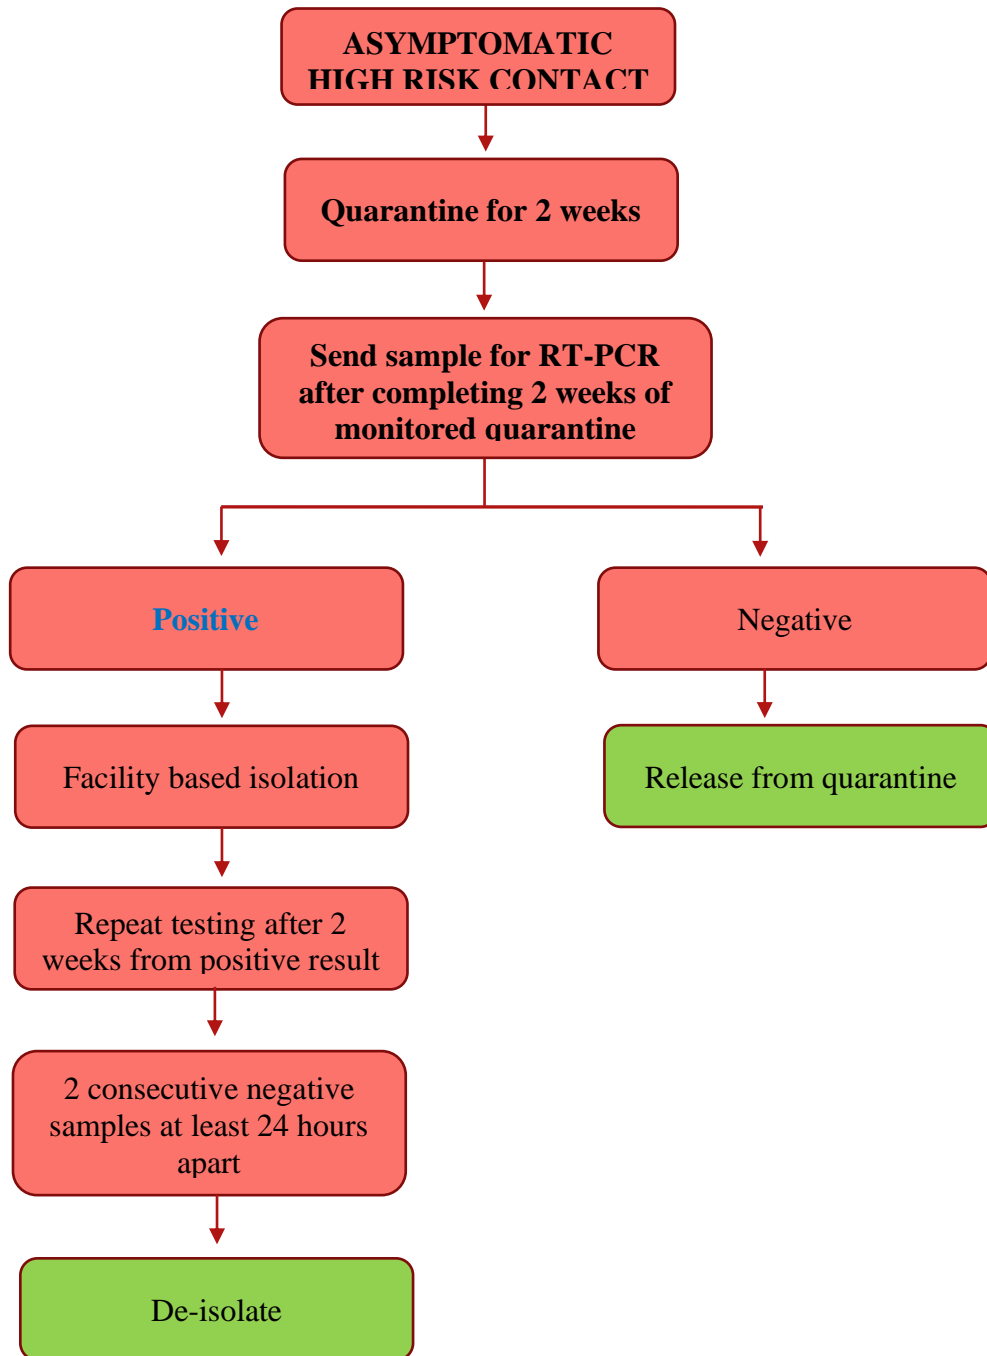 ASYMPTOMATIC
HIGH RISK CONTACT
Quarantine for 2 weeks
Send sample for RT-PCR
after completing 2 weeks of
monitored quarantine
Positive
Negative
Facility based isolation
Release from quarantine
Repeat testing after 2
weeks from positive result
2 consecutive negative
samples at least 24 hours
apart
De-isolate